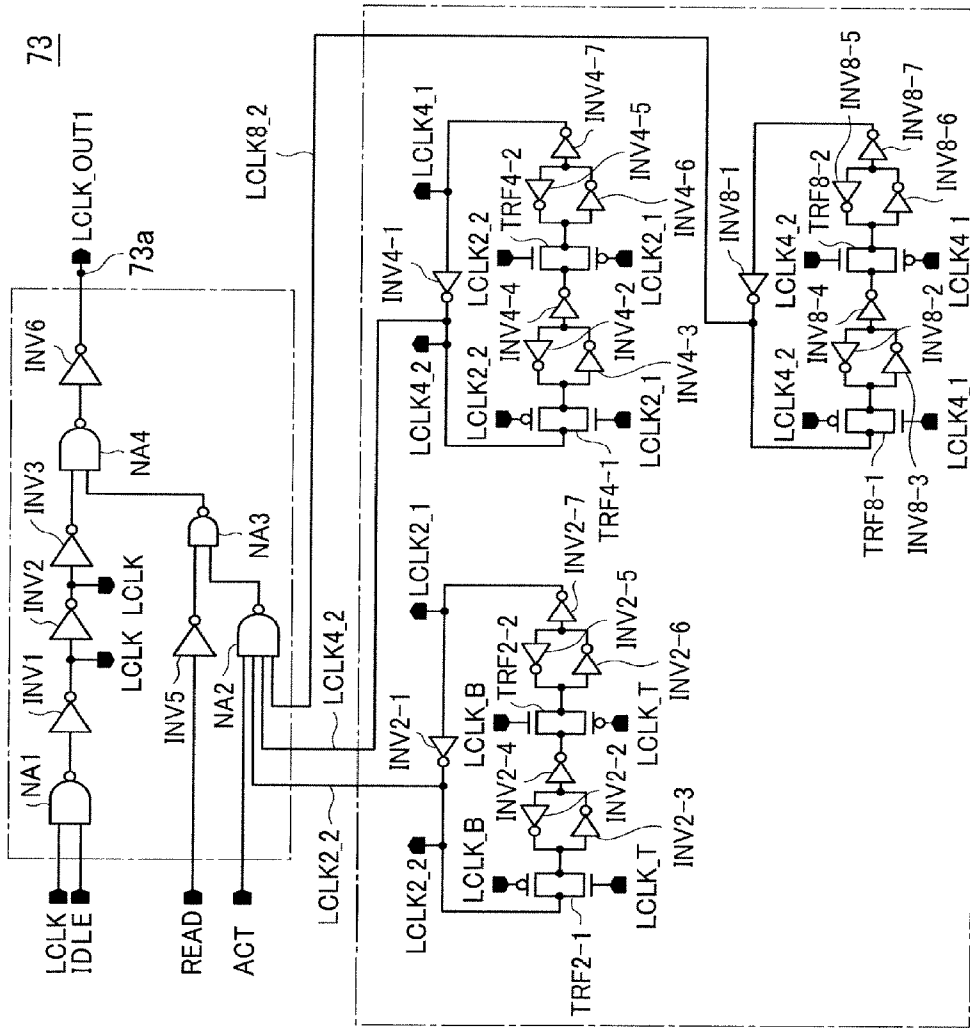 73
LCLK
IDLE
NA1
INV1
INV2
INV3
NA4
INV6
LCLK_OUT1
73a
LCLK
LCLK
READ
INV5
NA3
ACT
NA2
LCLK2_2
LCLK4_2
LCLK8_2
LCLK2_2
INV2-1
LCLK2_1
LCLK_B
INV2-4
LCLK_B
TRF2-2
INV2-7
INV2-5
INV2-2
INV2-6
INV2-3
LCLK_T
LCLK_T
TRF2-1
LCLK4_2
INV4-1
LCLK4_1
LCLK2_2
INV4-4
LCLK2_2
TRF4-2
INV4-7
INV4-5
INV4-2
INV4-6
INV4-3
LCLK2_1
LCLK2_1
TRF4-1
INV8-1
LCLK4_2
INV8-4
LCLK4_2
TRF8-2
INV8-5
INV8-7
INV8-2
INV8-6
INV8-3
LCLK4_1
LCLK4_1
TRF8-1